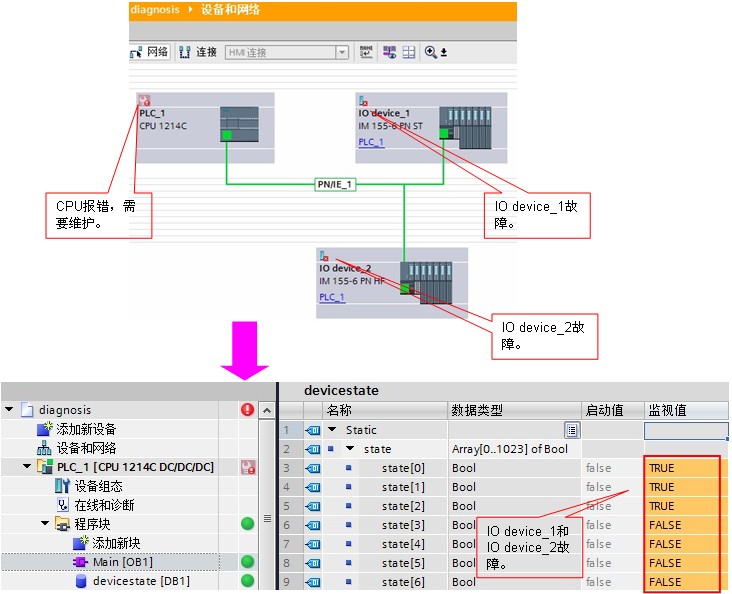 diagnosis ▸ 设备和网络
网络 连接 HMI 连接
PLC_1
CPU 1214C
IO device_1
IM 155-6 PN ST
PLC_1
PN/IE_1
CPU报错，需
要维护。
IO device_1故
障。
IO device_2
IM 155-6 PN HF
PLC_1
IO device_2故
障。
diagnosis
添加新设备
设备和网络
PLC_1 [CPU 1214C DC/DC/DC]
设备组态
在线和诊断
程序块
添加新块
Main [OB1]
devicestate [DB1]
devicestate
名称 数据类型 启动值 监视值
1 Static
2 state Array[0..1023] of Bool
3 state[0] Bool false TRUE
4 state[1] Bool false TRUE
5 state[2] Bool false TRUE
6 state[3] Bool false FALSE
7 state[4] Bool false FALSE
8 state[5] Bool false FALSE
9 state[6] Bool false FALSE
IO device_1和
IO device_2故
障。